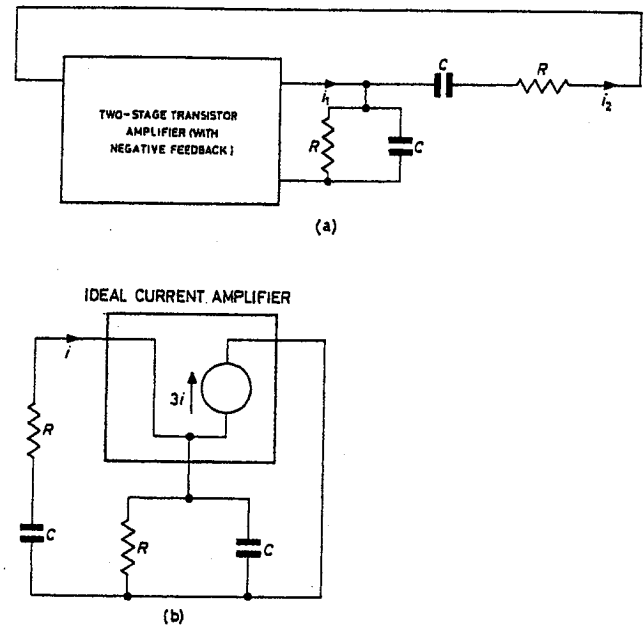 C
R
i₁
i₂
TWO-STAGE TRANSISTOR
AMPLIFIER (WITH
NEGATIVE FEEDBACK)
R
C
(a)
IDEAL CURRENT AMPLIFIER
i
3i
R
C
R
C
(b)